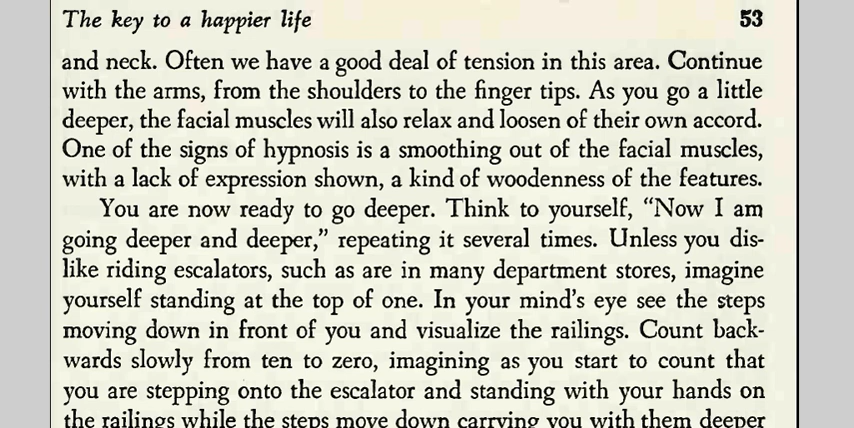 The key to a happier life 53
and neck. Often we have a good deal of tension in this area. Continue
with the arms, from the shoulders to the finger tips. As you go a little
deeper, the facial muscles will also relax and loosen of their own accord.
One of the signs of hypnosis is a smoothing out of the facial muscles,
with a lack of expression shown, a kind of woodenness of the features.
You are now ready to go deeper. Think to yourself, “Now I am
going deeper and deeper,” repeating it several times. Unless you dis-
like riding escalators, such as are in many department stores, imagine
yourself standing at the top of one. In your mind’s eye see the steps
moving down in front of you and visualize the railings. Count back-
wards slowly from ten to zero, imagining as you start to count that
you are stepping onto the escalator and standing with your hands on
the railings while the steps move down carrying you with them deeper